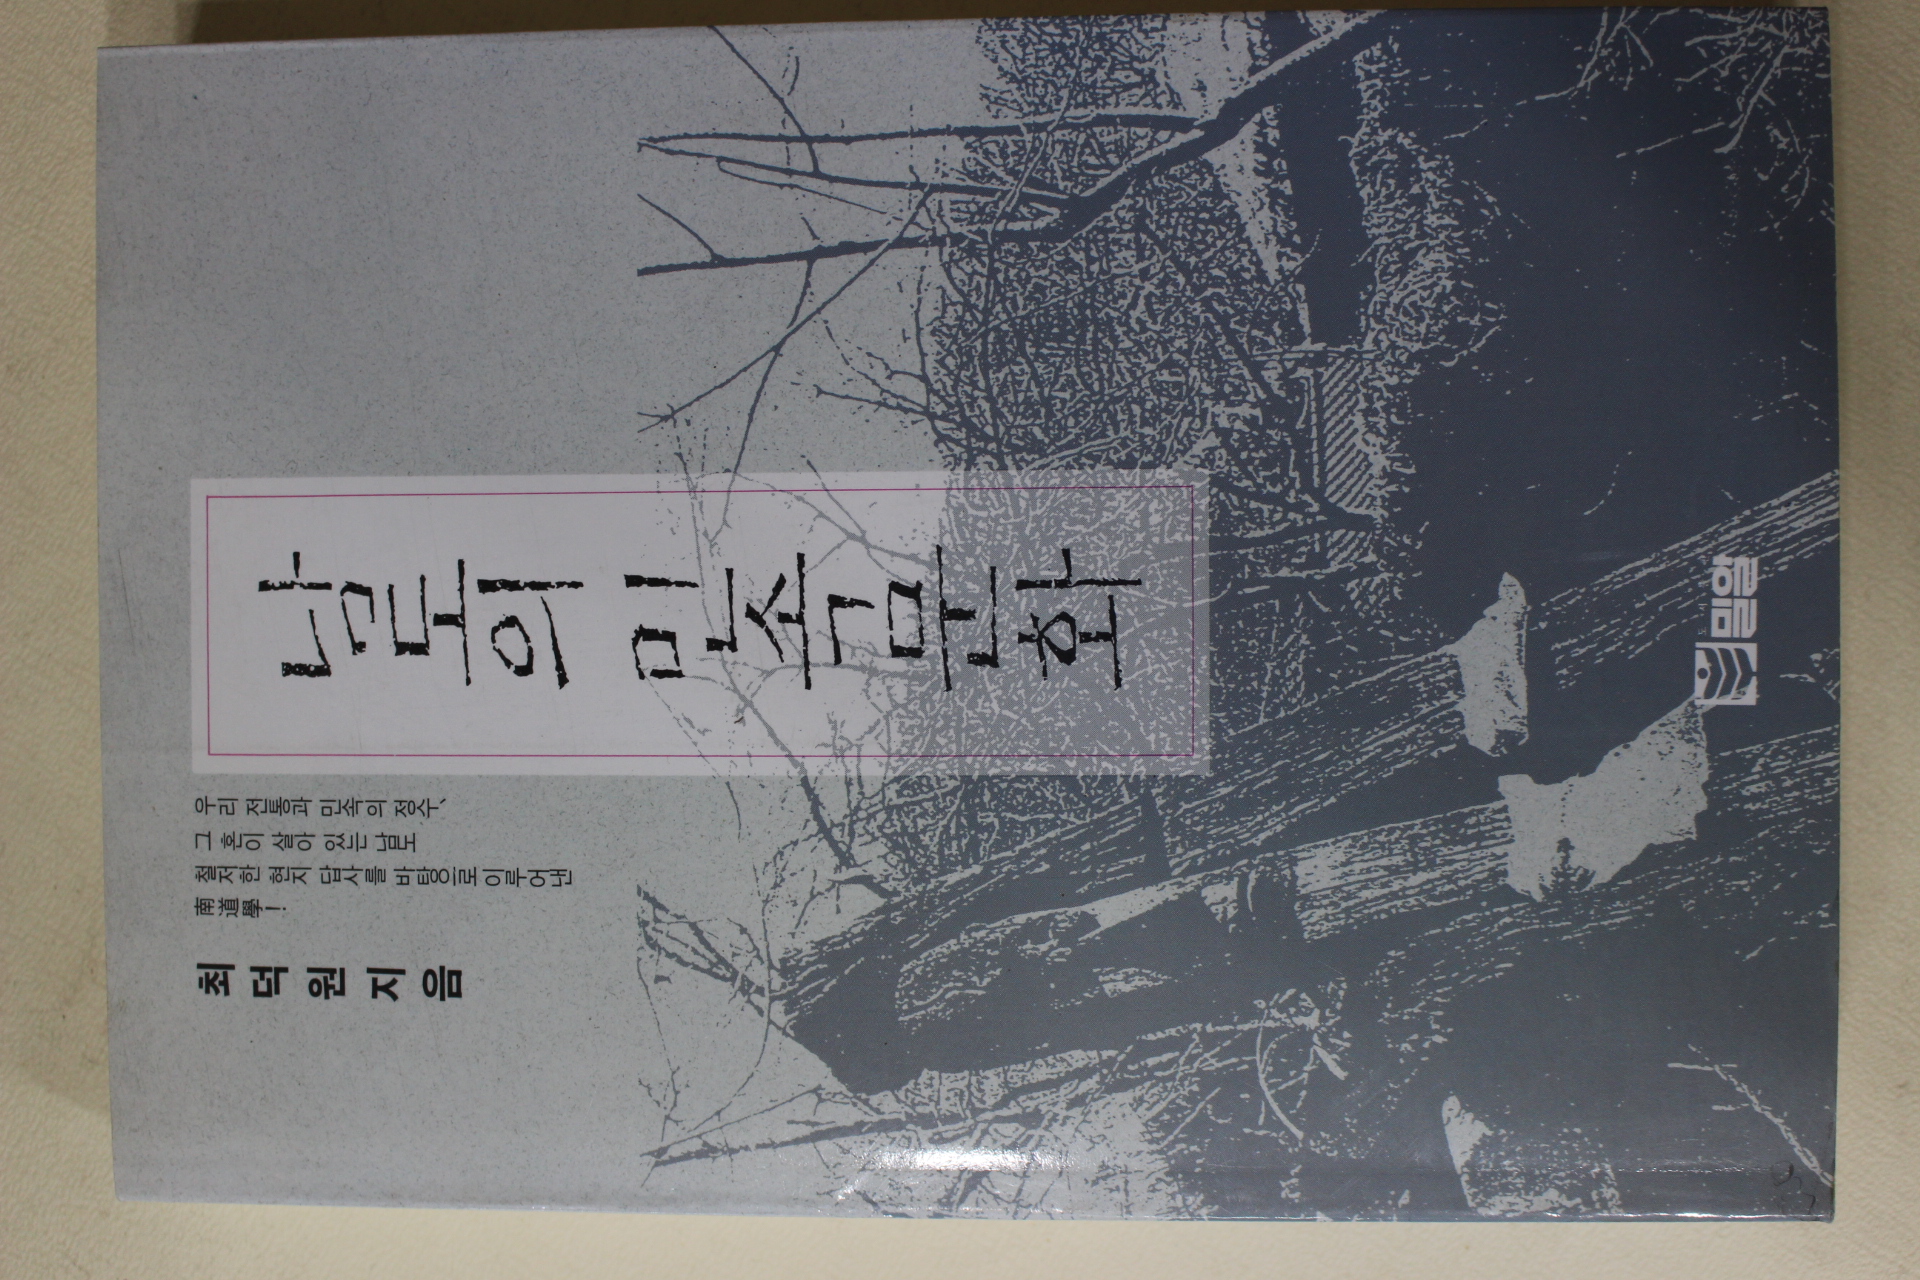 남도의 민속문화
우리 전통과 민속의 정수、
그 혼이 살아 있는 남도
철저한 현지 답사를 바탕으로 이루어낸
南道學!
최덕원 지음
밀알